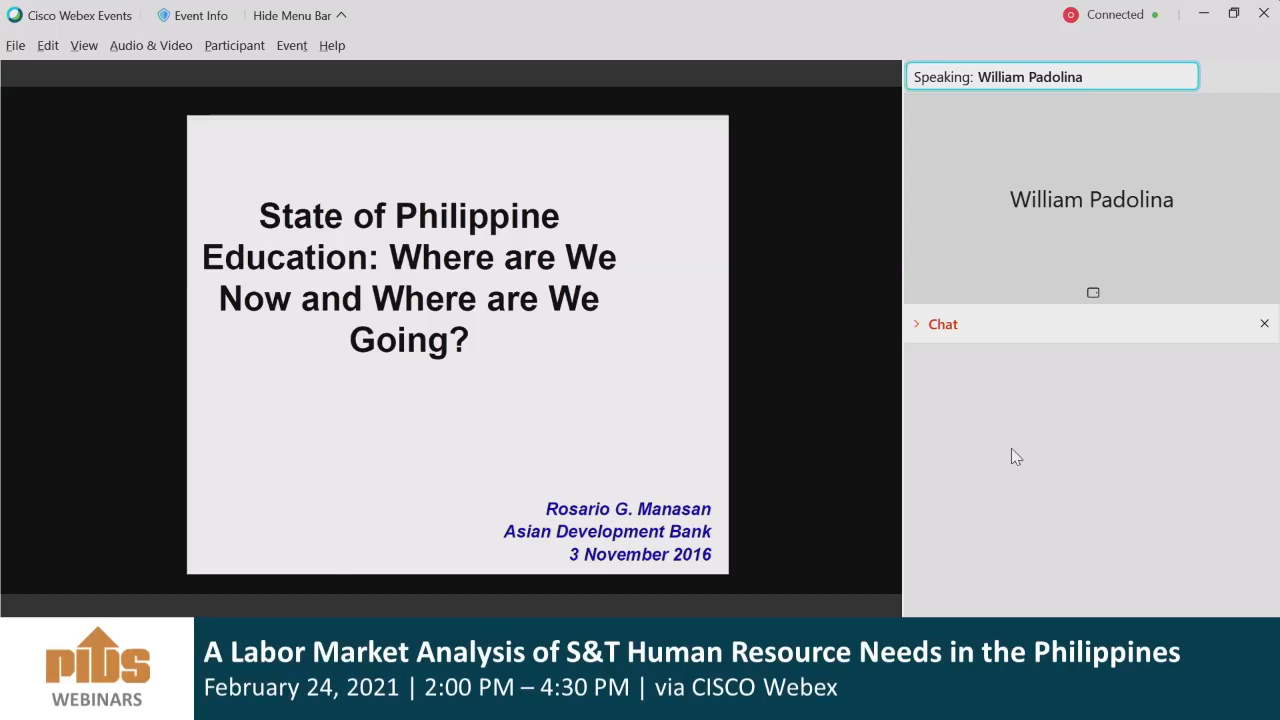 Cisco Webex Events
Event Info
Hide Menu Bar
Connected
File Edit View Audio & Video Participant Event Help
Speaking: William Padolina
William Padolina
Chat
State of Philippine
Education: Where are We
Now and Where are We
Going?
Rosario G. Manasan
Asian Development Bank
3 November 2016
PIDS
WEBINARS
A Labor Market Analysis of S&T Human Resource Needs in the Philippines
February 24, 2021 | 2:00 PM – 4:30 PM | via CISCO Webex